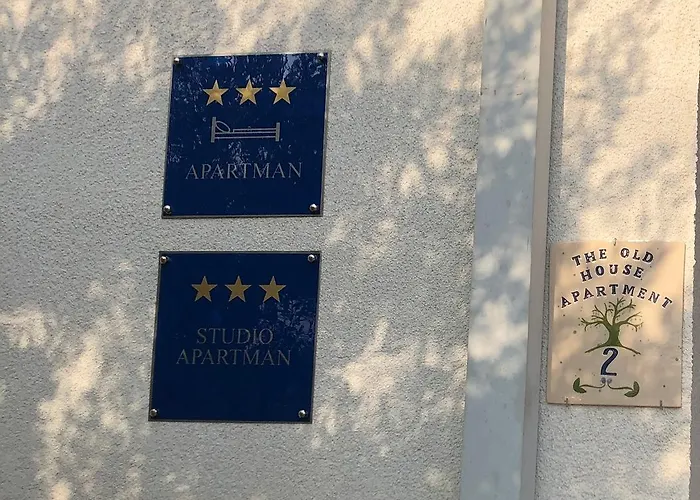 APARTMAN
STUDIO
APARTMAN
THE OLD
HOUSE
APARTMENT
2